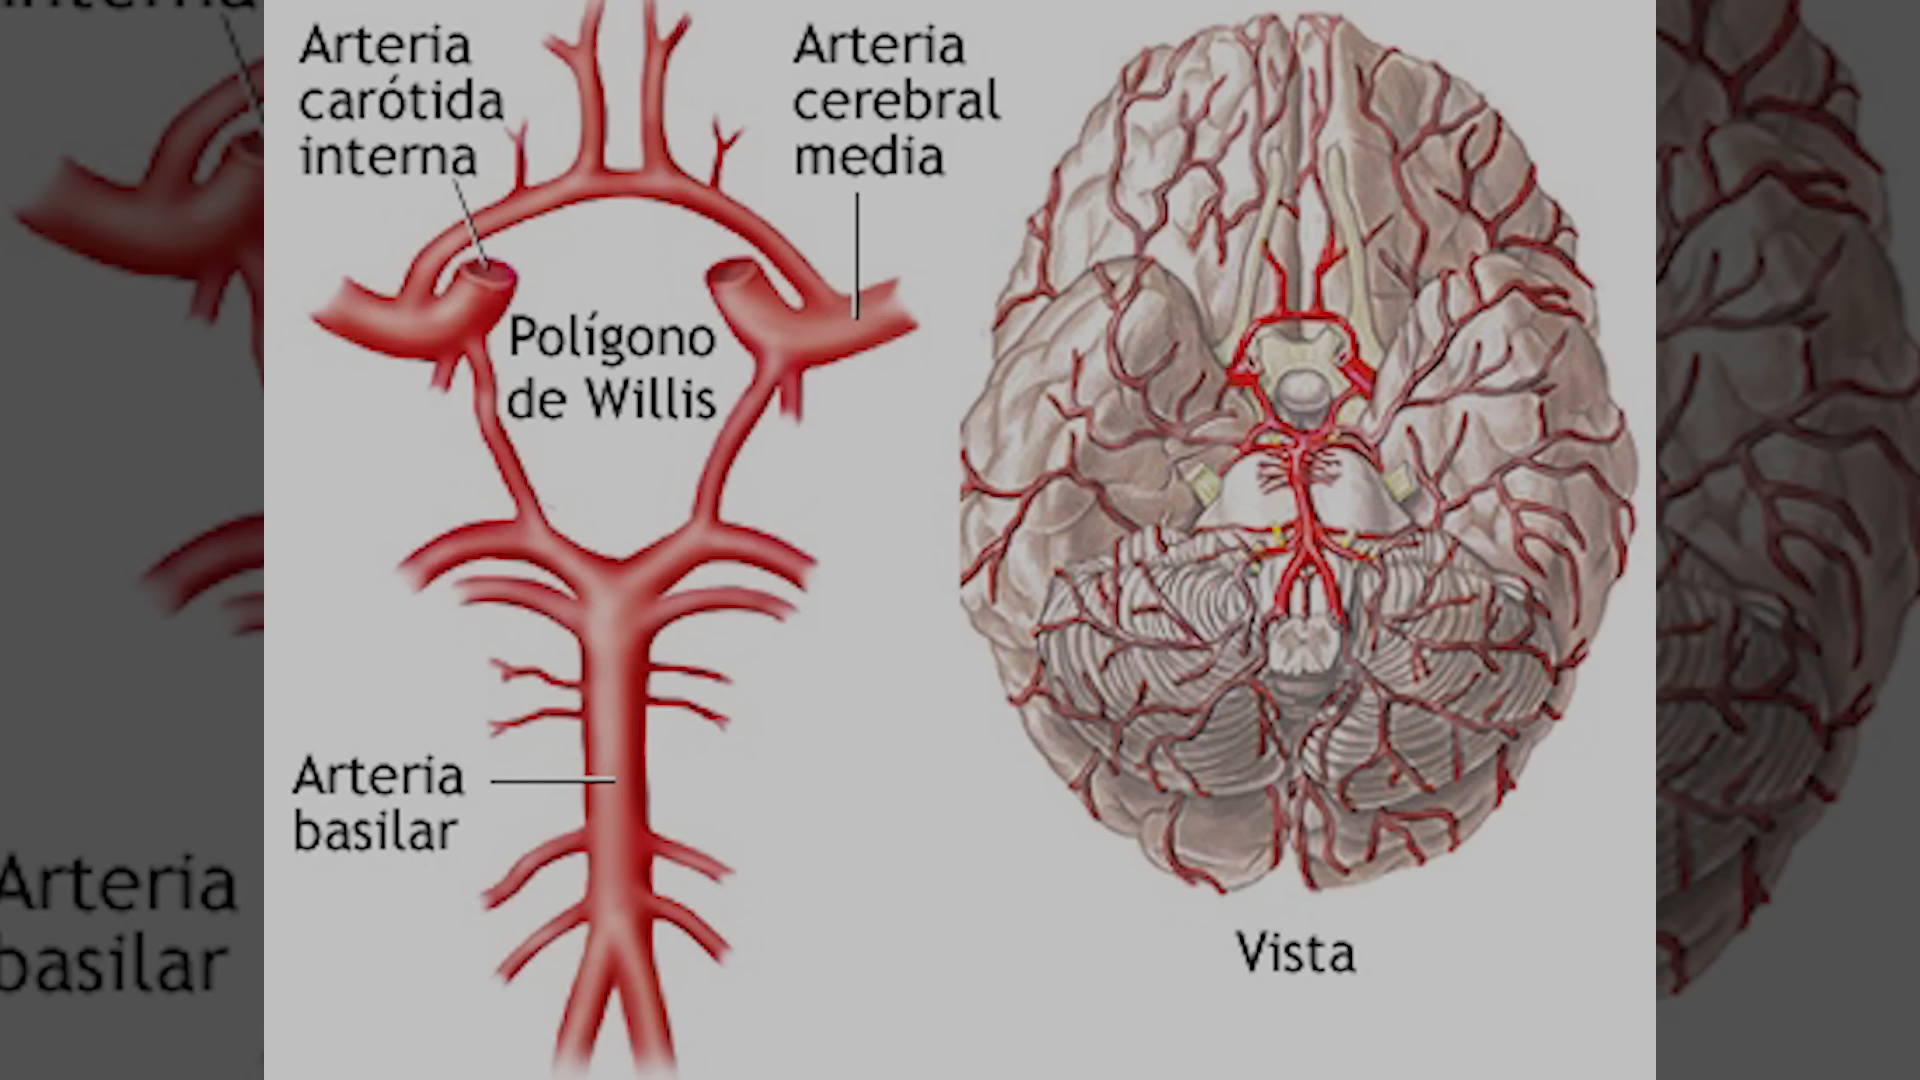 Arteria
carótida
interna
Arteria
cerebral
media
Polígono
de Willis
Arteria
basilar
Vista
Arteria
basilar